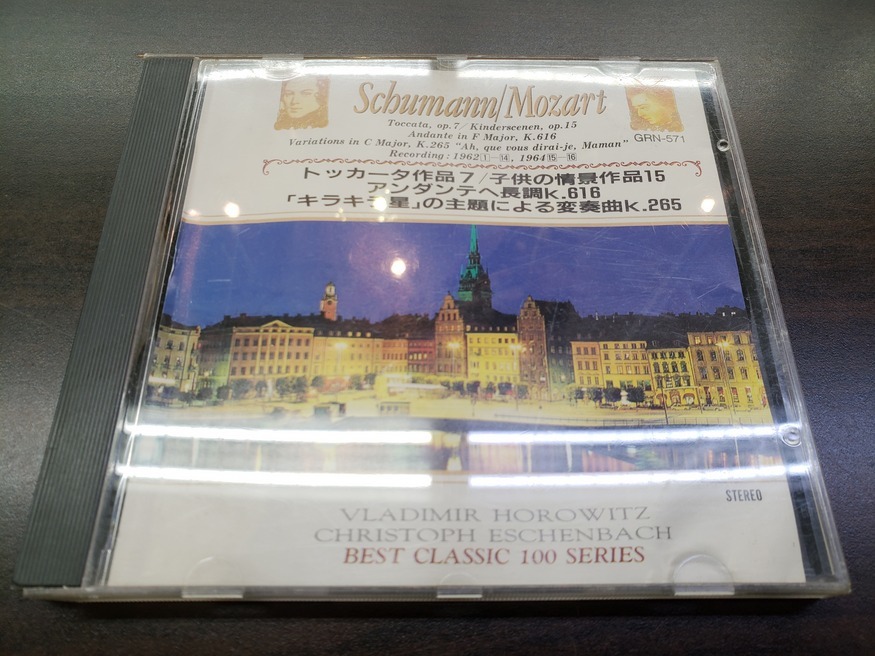 Schumann/Mozart
Toccata, op.7/Kinderscenen, op.15
Andante in F Major, K.616
Variations in C Major, K.265 "Ah, que vous dirai-je, Maman"
Recording: 1962①―⑭, 1964⑮―⑯
GRN-571
トッカータ作品7/子供の情景作品15
アンダンテヘ長調k.616
「キラキラ星」の主題による変奏曲k.265
STEREO
VLADIMIR HOROWITZ
CHRISTOPH ESCHENBACH
BEST CLASSIC 100 SERIES